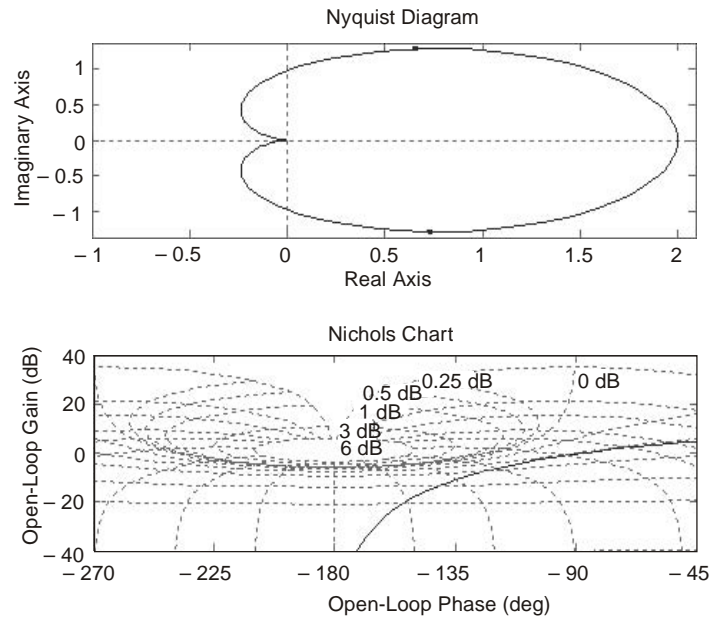 Nyquist Diagram
Imaginary Axis
1
0.5
0
– 0.5
– 1
– 1
– 0.5
0
0.5
1
1.5
2
Real Axis
Nichols Chart
Open-Loop Gain (dB)
40
20
0
– 20
– 40
0.25 dB
0 dB
0.5 dB
1 dB
3 dB
6 dB
– 270
– 225
– 180
– 135
– 90
– 45
Open-Loop Phase (deg)